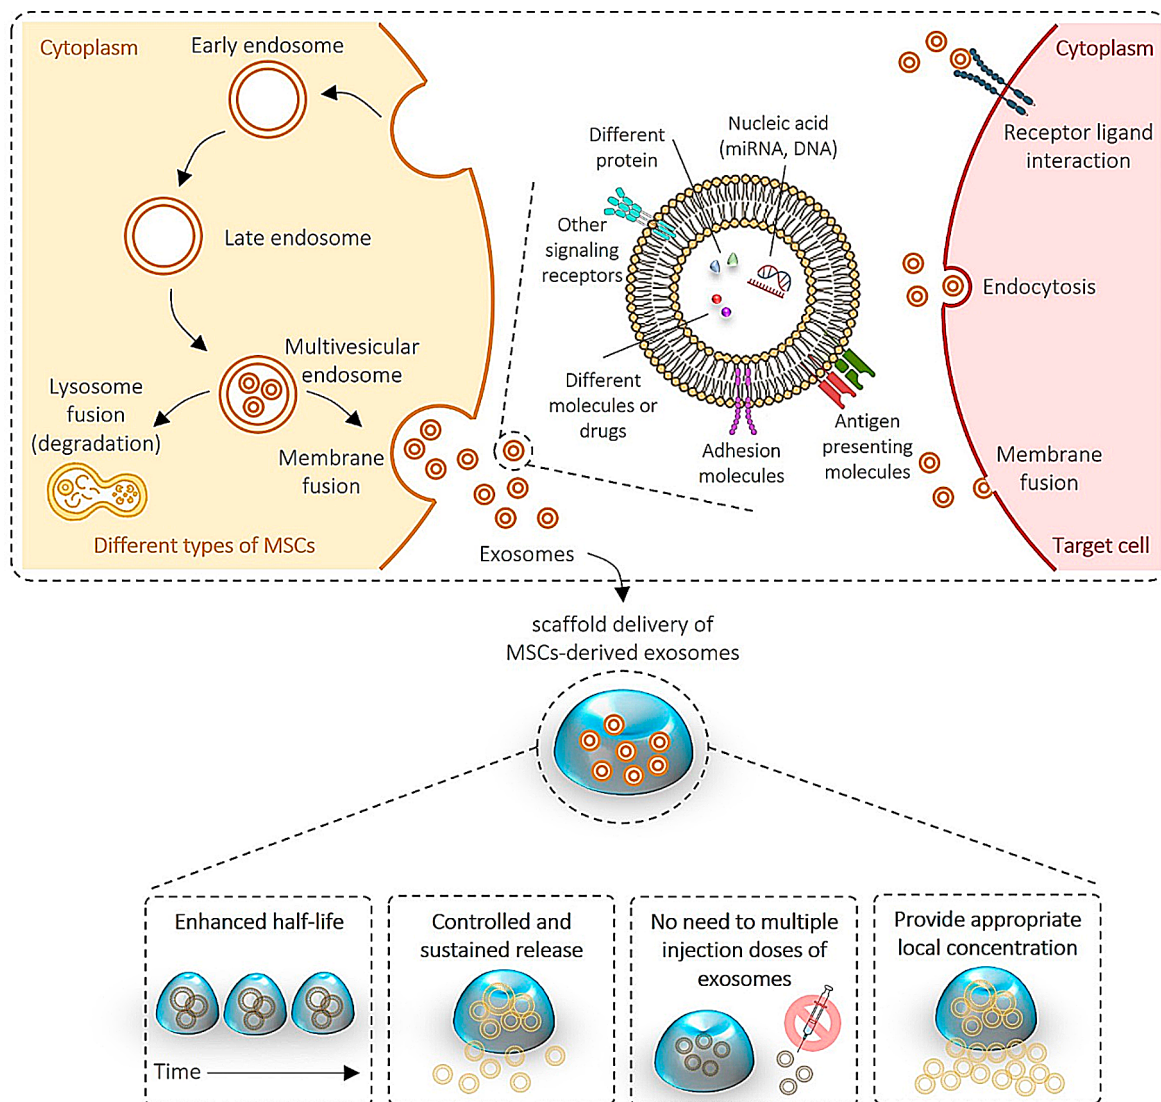 Cytoplasm
Early endosome
Late endosome
Multivesicular
endosome
Lysosome
fusion
(degradation)
Membrane
fusion
Different types of MSCs
Exosomes
Different
protein
Nucleic acid
(miRNA, DNA)
Other
signaling
receptors
Different
molecules or
drugs
Adhesion
molecules
Antigen
presenting
molecules
Cytoplasm
Receptor ligand
interaction
Endocytosis
Membrane
fusion
Target cell
scaffold delivery of
MSCs-derived exosomes
Enhanced half-life
Time
Controlled and
sustained release
No need to multiple
injection doses of
exosomes
Provide appropriate
local concentration